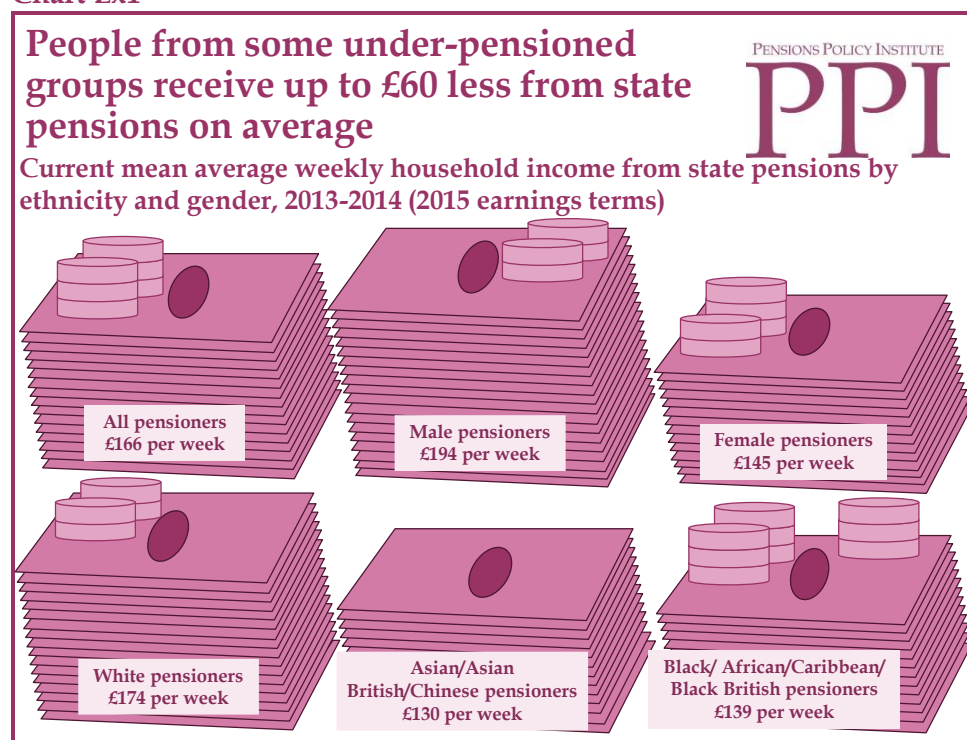 People from some under-pensioned
groups receive up to £60 less from state
pensions on average
PENSIONS POLICY INSTITUTE
PPI
Current mean average weekly household income from state pensions by
ethnicity and gender, 2013-2014 (2015 earnings terms)
All pensioners
£166 per week
Male pensioners
£194 per week
Female pensioners
£145 per week
White pensioners
£174 per week
Asian/Asian
British/Chinese pensioners
£130 per week
Black/ African/Caribbean/
Black British pensioners
£139 per week